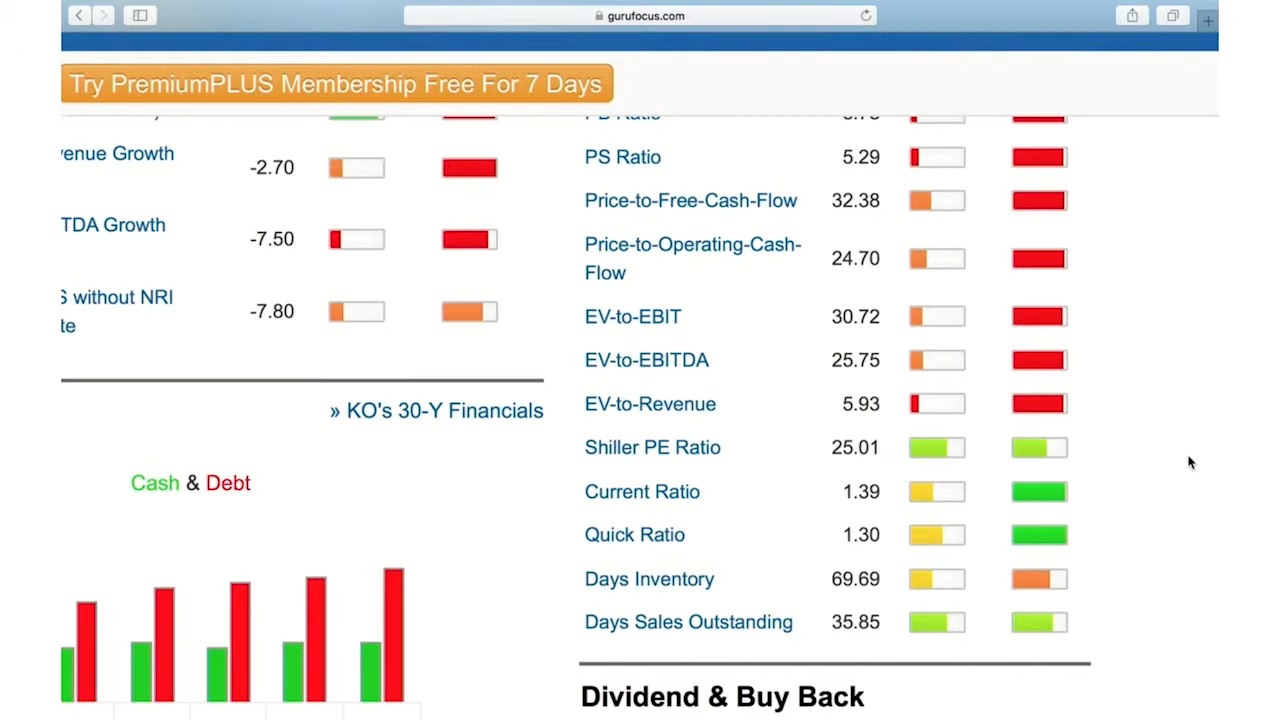 gurufocus.com
Try PremiumPLUS Membership Free For 7 Days
venue Growth
-2.70
TDA Growth
-7.50
S without NRI
te
-7.80
» KO's 30-Y Financials
Cash & Debt
PS Ratio 5.29
Price-to-Free-Cash-Flow 32.38
Price-to-Operating-Cash-
Flow
24.70
EV-to-EBIT 30.72
EV-to-EBITDA 25.75
EV-to-Revenue 5.93
Shiller PE Ratio 25.01
Current Ratio 1.39
Quick Ratio 1.30
Days Inventory 69.69
Days Sales Outstanding 35.85
Dividend & Buy Back